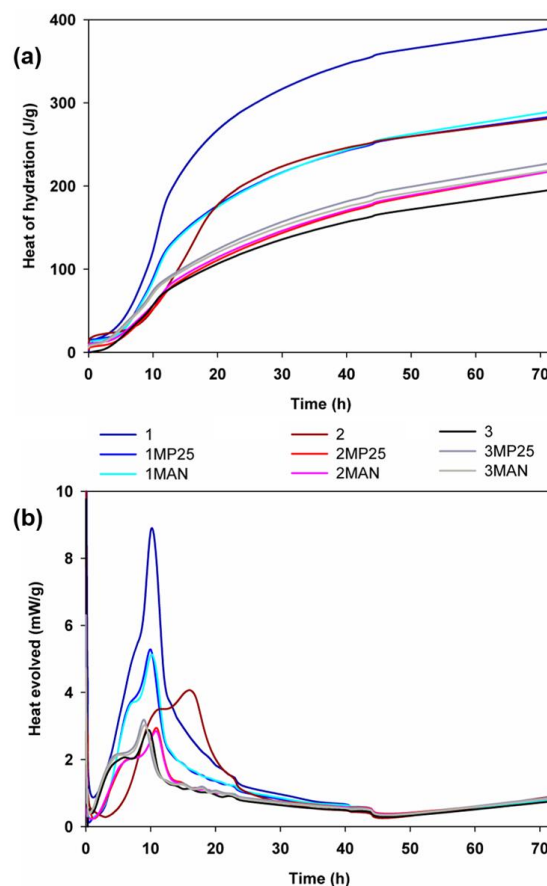 (a)
Heat of hydration (J/g)
400
300
200
100
0
0 10 20 30 40 50 60 70
Time (h)
1 2 3
1MP25 2MP25 3MP25
1MAN 2MAN 3MAN
(b)
Heat evolved (mW/g)
10
8
6
4
2
0
0 10 20 30 40 50 60 70
Time (h)